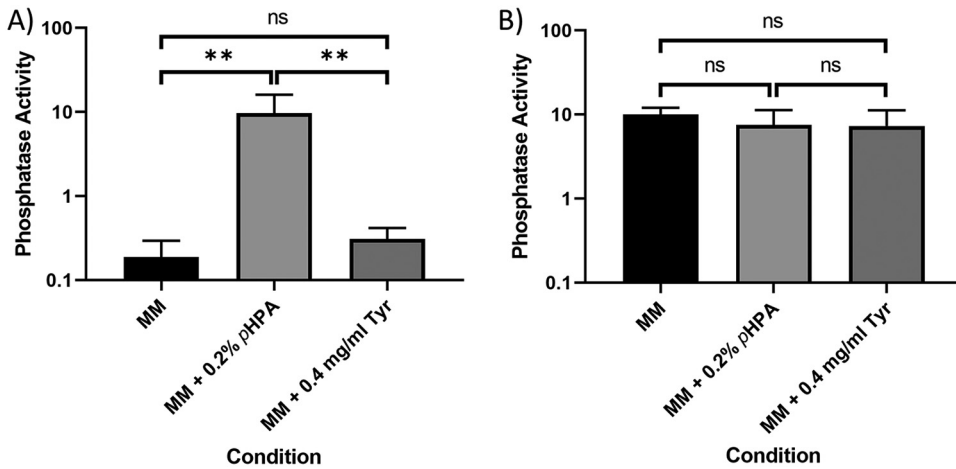 A)
ns
**
**
100
10
1
0.1
Phosphatase Activity
MM
MM + 0.2% pHPA
MM + 0.4 mg/ml Tyr
Condition
B)
ns
ns
ns
100
10
1
0.1
Phosphatase Activity
MM
MM + 0.2% pHPA
MM + 0.4 mg/ml Tyr
Condition